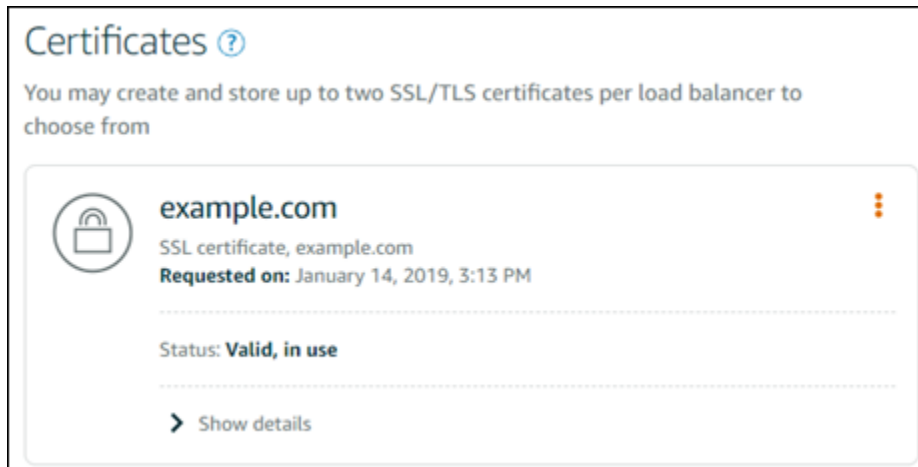 Certificates ?
You may create and store up to two SSL/TLS certificates per load balancer to
choose from
example.com
SSL certificate, example.com
Requested on: January 14, 2019, 3:13 PM
Status: Valid, in use
Show details